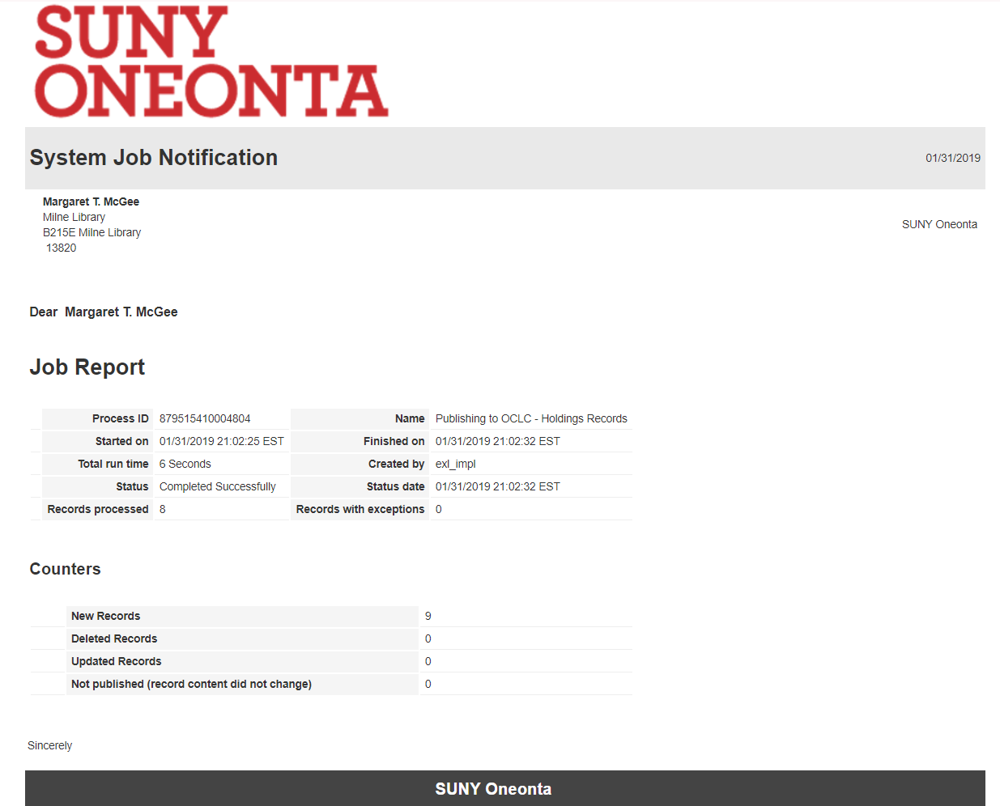 SUNY
ONEONTA
System Job Notification 01/31/2019
Margaret T. McGee
Milne Library
B215E Milne Library
13820
SUNY Oneonta
Dear Margaret T. McGee
Job Report
Process ID 879515410004804 Name Publishing to OCLC - Holdings Records
Started on 01/31/2019 21:02:25 EST Finished on 01/31/2019 21:02:32 EST
Total run time 6 Seconds Created by exl_impl
Status Completed Successfully Status date 01/31/2019 21:02:32 EST
Records processed 8 Records with exceptions 0
Counters
New Records 9
Deleted Records 0
Updated Records 0
Not published (record content did not change) 0
Sincerely
SUNY Oneonta